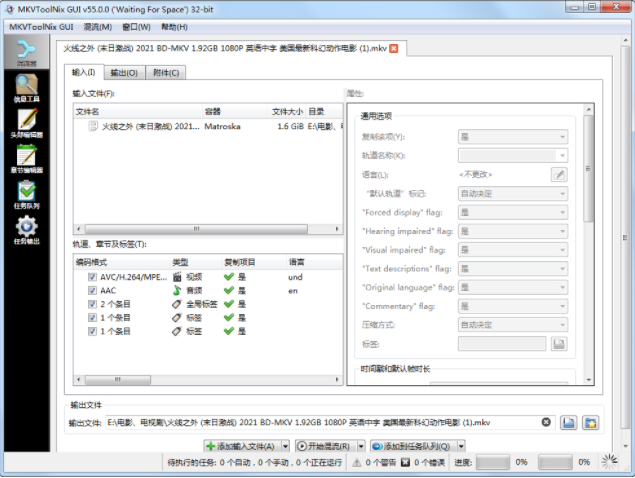 MKVToolNix GUI v55.0.0 ('Waiting For Space') 32-bit
MKVToolNix GUI 混流(M) 窗口(W) 帮助(H)
混流器
信息工具
头部编辑器
章节编辑器
任务队列
任务输出
火线之外 (末日激战) 2021 BD-MKV 1.92GB 1080P 英语中字 美国最新科幻动作电影 (1).mkv
输入(I) 输出(O) 附件(C)
输入文件(F):
文件名 容器 文件大小 目录
火线之外 (末日激战) 2021... Matroska 1.6 GiB E:\电影、
轨道、章节及标签(T):
编码格式 类型 复制项目 语言
AVC/H.264/MPE... 视频 是 und
AAC 音频 是 en
2 个条目 全局标签 是
1 个条目 标签 是
1 个条目 标签 是
属性:
通用选项
复制该项(Y): 是
轨道名称(K):
语言(L): <不更改>
"默认轨道" 标记: 自动决定
"Forced display" flag: 是
"Hearing impaired" flag: 是
"Visual impaired" flag: 是
"Text descriptions" flag: 是
"Original language" flag: 是
"Commentary" flag: 是
压缩方式: 自动决定
标签:
时间戳和默认帧时长
输出文件
输出文件: E:\电影、电视剧\火线之外 (末日激战) 2021 BD-MKV 1.92GB 1080P 英语中字 美国最新科幻动作电影 (1).mkv
添加输入文件(A) 开始混流(R) 添加到任务队列(Q)
待执行的任务: 0 个自动, 0 个手动, 0 个正在运行 0 个警告 0 个错误 进度: 0% 0%